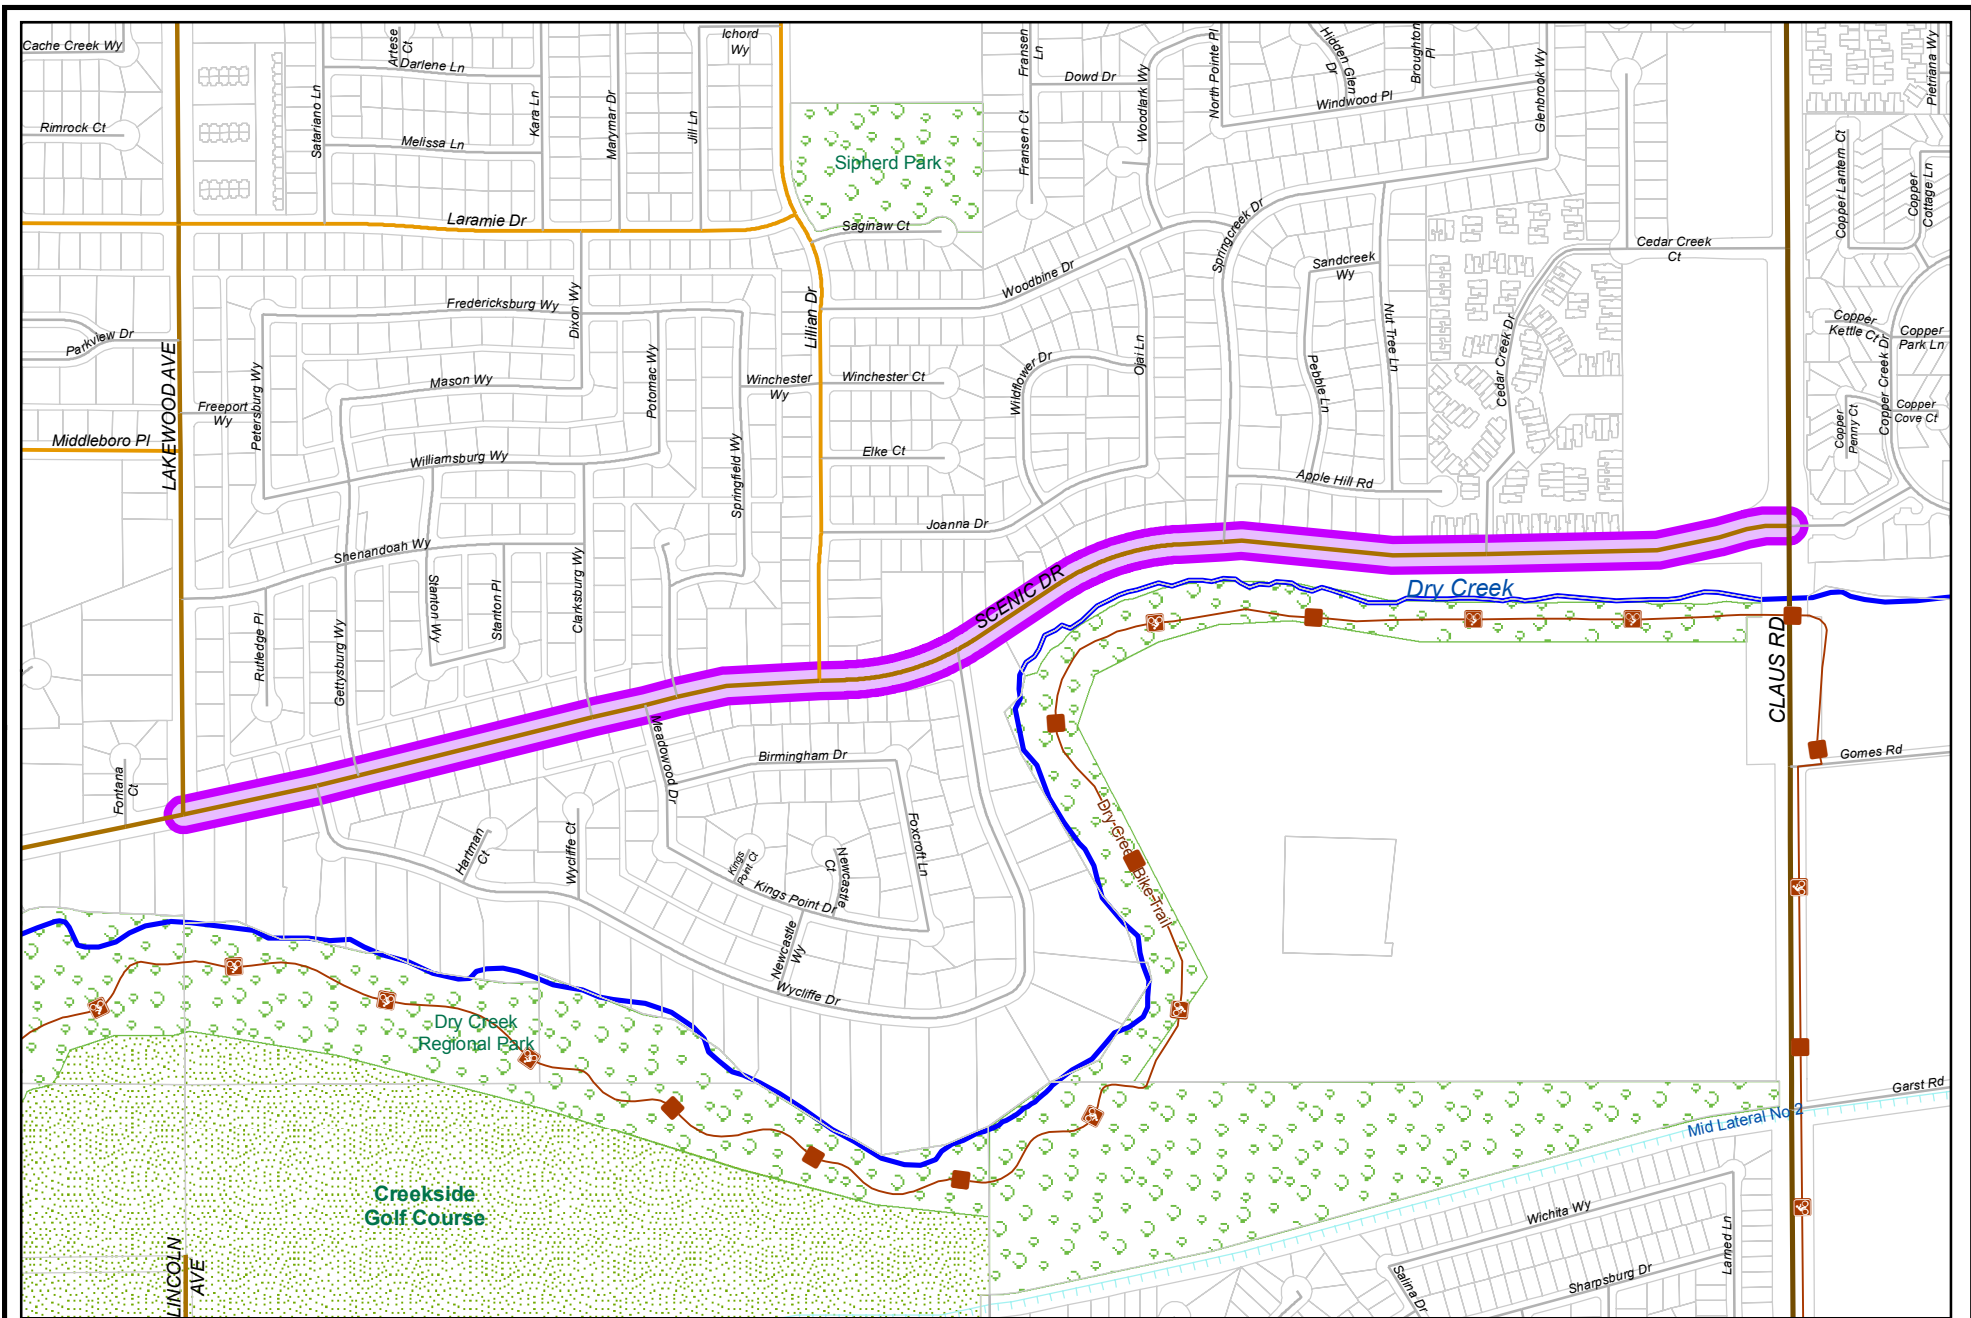 Cache Creek Wy
Artese
Ct
Darlene Ln
Ichord
Wy
Fransen
Ln
Dowd Dr
Woodlark Wy
North Pointe Pl
Hidden Glen
Dr
Broughton
Pl
Windwood Pl
Glenbrook Wy
Pietriana Wy
Rimrock Ct
Satariano Ln
Melissa Ln
Kara Ln
Marymar Dr
Jill Ln
Sipherd Park
Fransen Ct
Copper Lantern Ct
Copper
Cottage Ln
Laramie Dr
Saginaw Ct
Springcreek Dr
Sandcreek
Wy
Cedar Creek
Ct
Woodbine Dr
Fredericksburg Wy
Dixon Wy
Lillian Dr
Nut Tree Ln
Parkview Dr
LAKEWOOD AVE
Copper
Kettle Ct
Copper
Park Ln
Copper Creek Dr
Petersburg Wy
Mason Wy
Potomac Wy
Winchester
Wy
Winchester Ct
Wildflower Dr
Ojai Ln
Pebble Ln
Cedar Creek Dr
Freeport
Wy
Copper
Cove Ct
Copper
Penny Ct
Middleboro Pl
Williamsburg Wy
Springfield Wy
Elke Ct
Apple Hill Rd
Joanna Dr
Shenandoah Wy
Rutledge Pl
Gettysburg Wy
Stanton Wy
Stanton Pl
Clarksburg Wy
SCENIC DR
Dry Creek
CLAUS RD
Meadowood Dr
Birmingham Dr
Gomes Rd
Fontana
Ct
Hartman
Ct
Wycliffe Ct
Kings
Point Ct
Newcastle
Ct
Foxcroft Ln
Kings Point Dr
Newcastle
Wy
Wycliffe Dr
Dry Creek Bike Trail
Dry Creek
Regional Park
Garst Rd
Mid Lateral No 2
Creekside
Golf Course
LINCOLN
AVE
Wichita Wy
Larned Ln
Salina Dr
Sharpsburg Dr